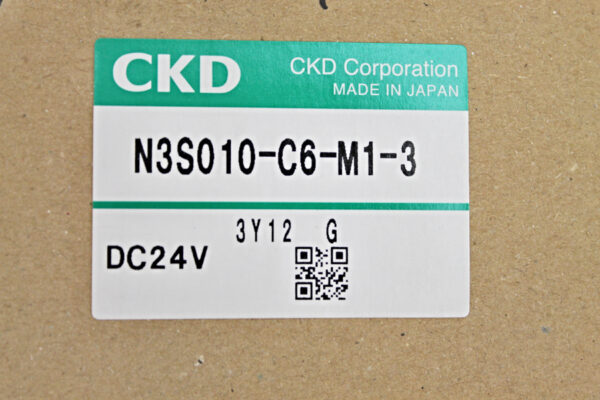 CKD
CKD Corporation
MADE IN JAPAN
N3S010-C6-M1-3
3Y12 G
DC24V